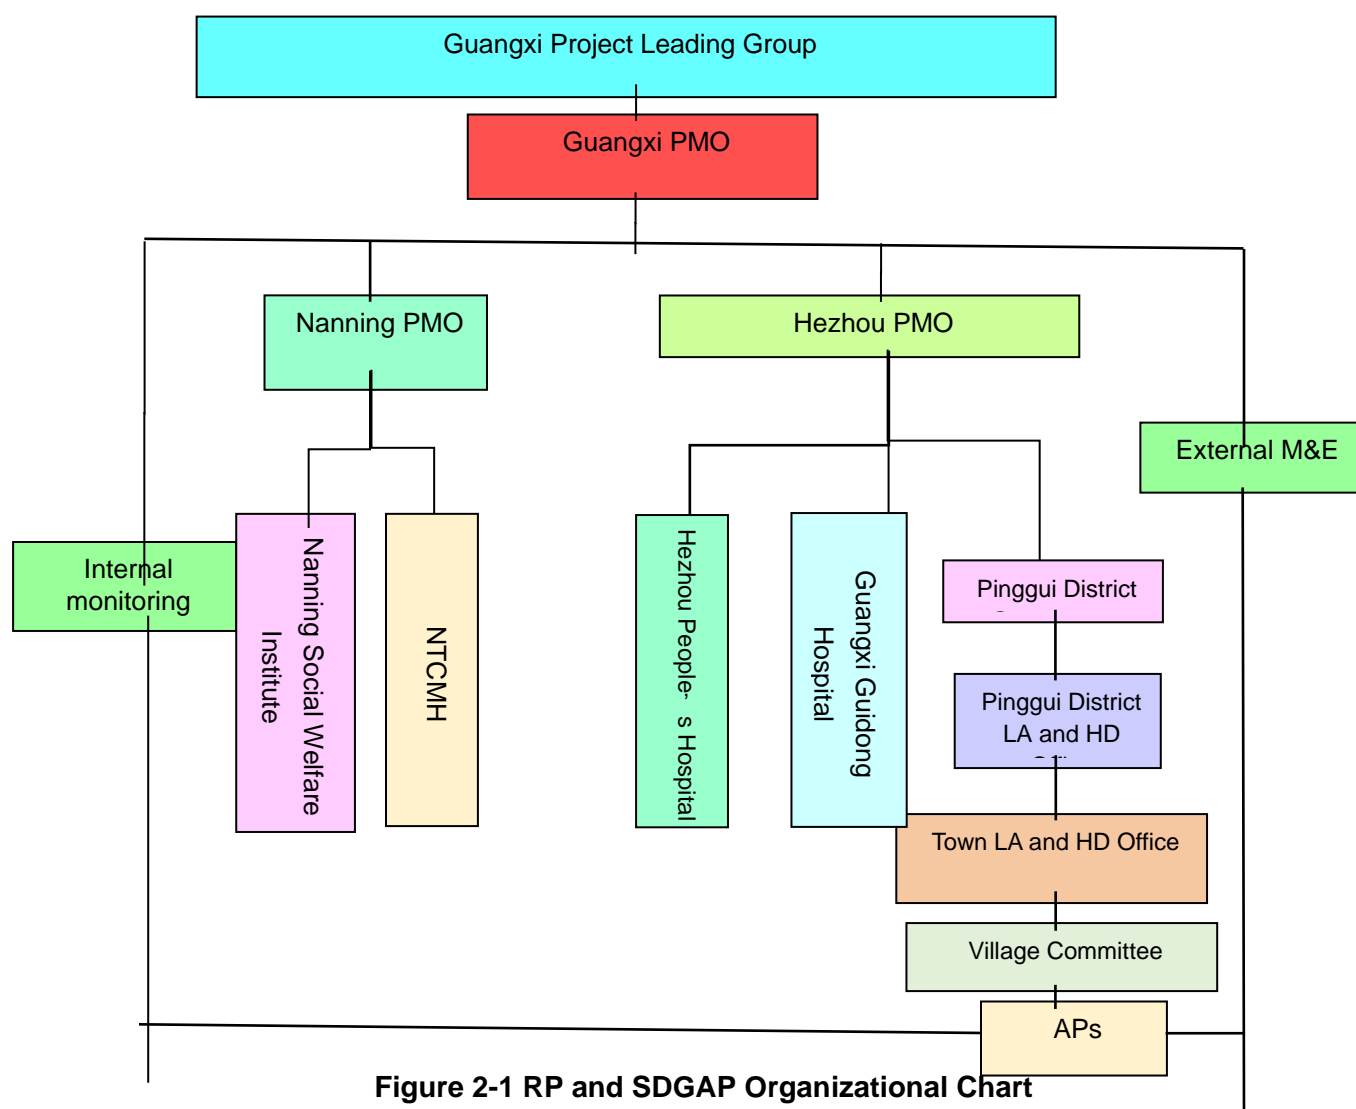 Guangxi Project Leading Group
Guangxi PMO
Nanning PMO
Hezhou PMO
External M&E
Internal
monitoring
Nanning Social Welfare
Institute
NTCMH
Hezhou People- s Hospital
Guangxi Guidong
Hospital
Pinggui District
Pinggui District
LA and HD
Town LA and HD Office
Village Committee
APs
Figure 2-1 RP and SDGAP Organizational Chart